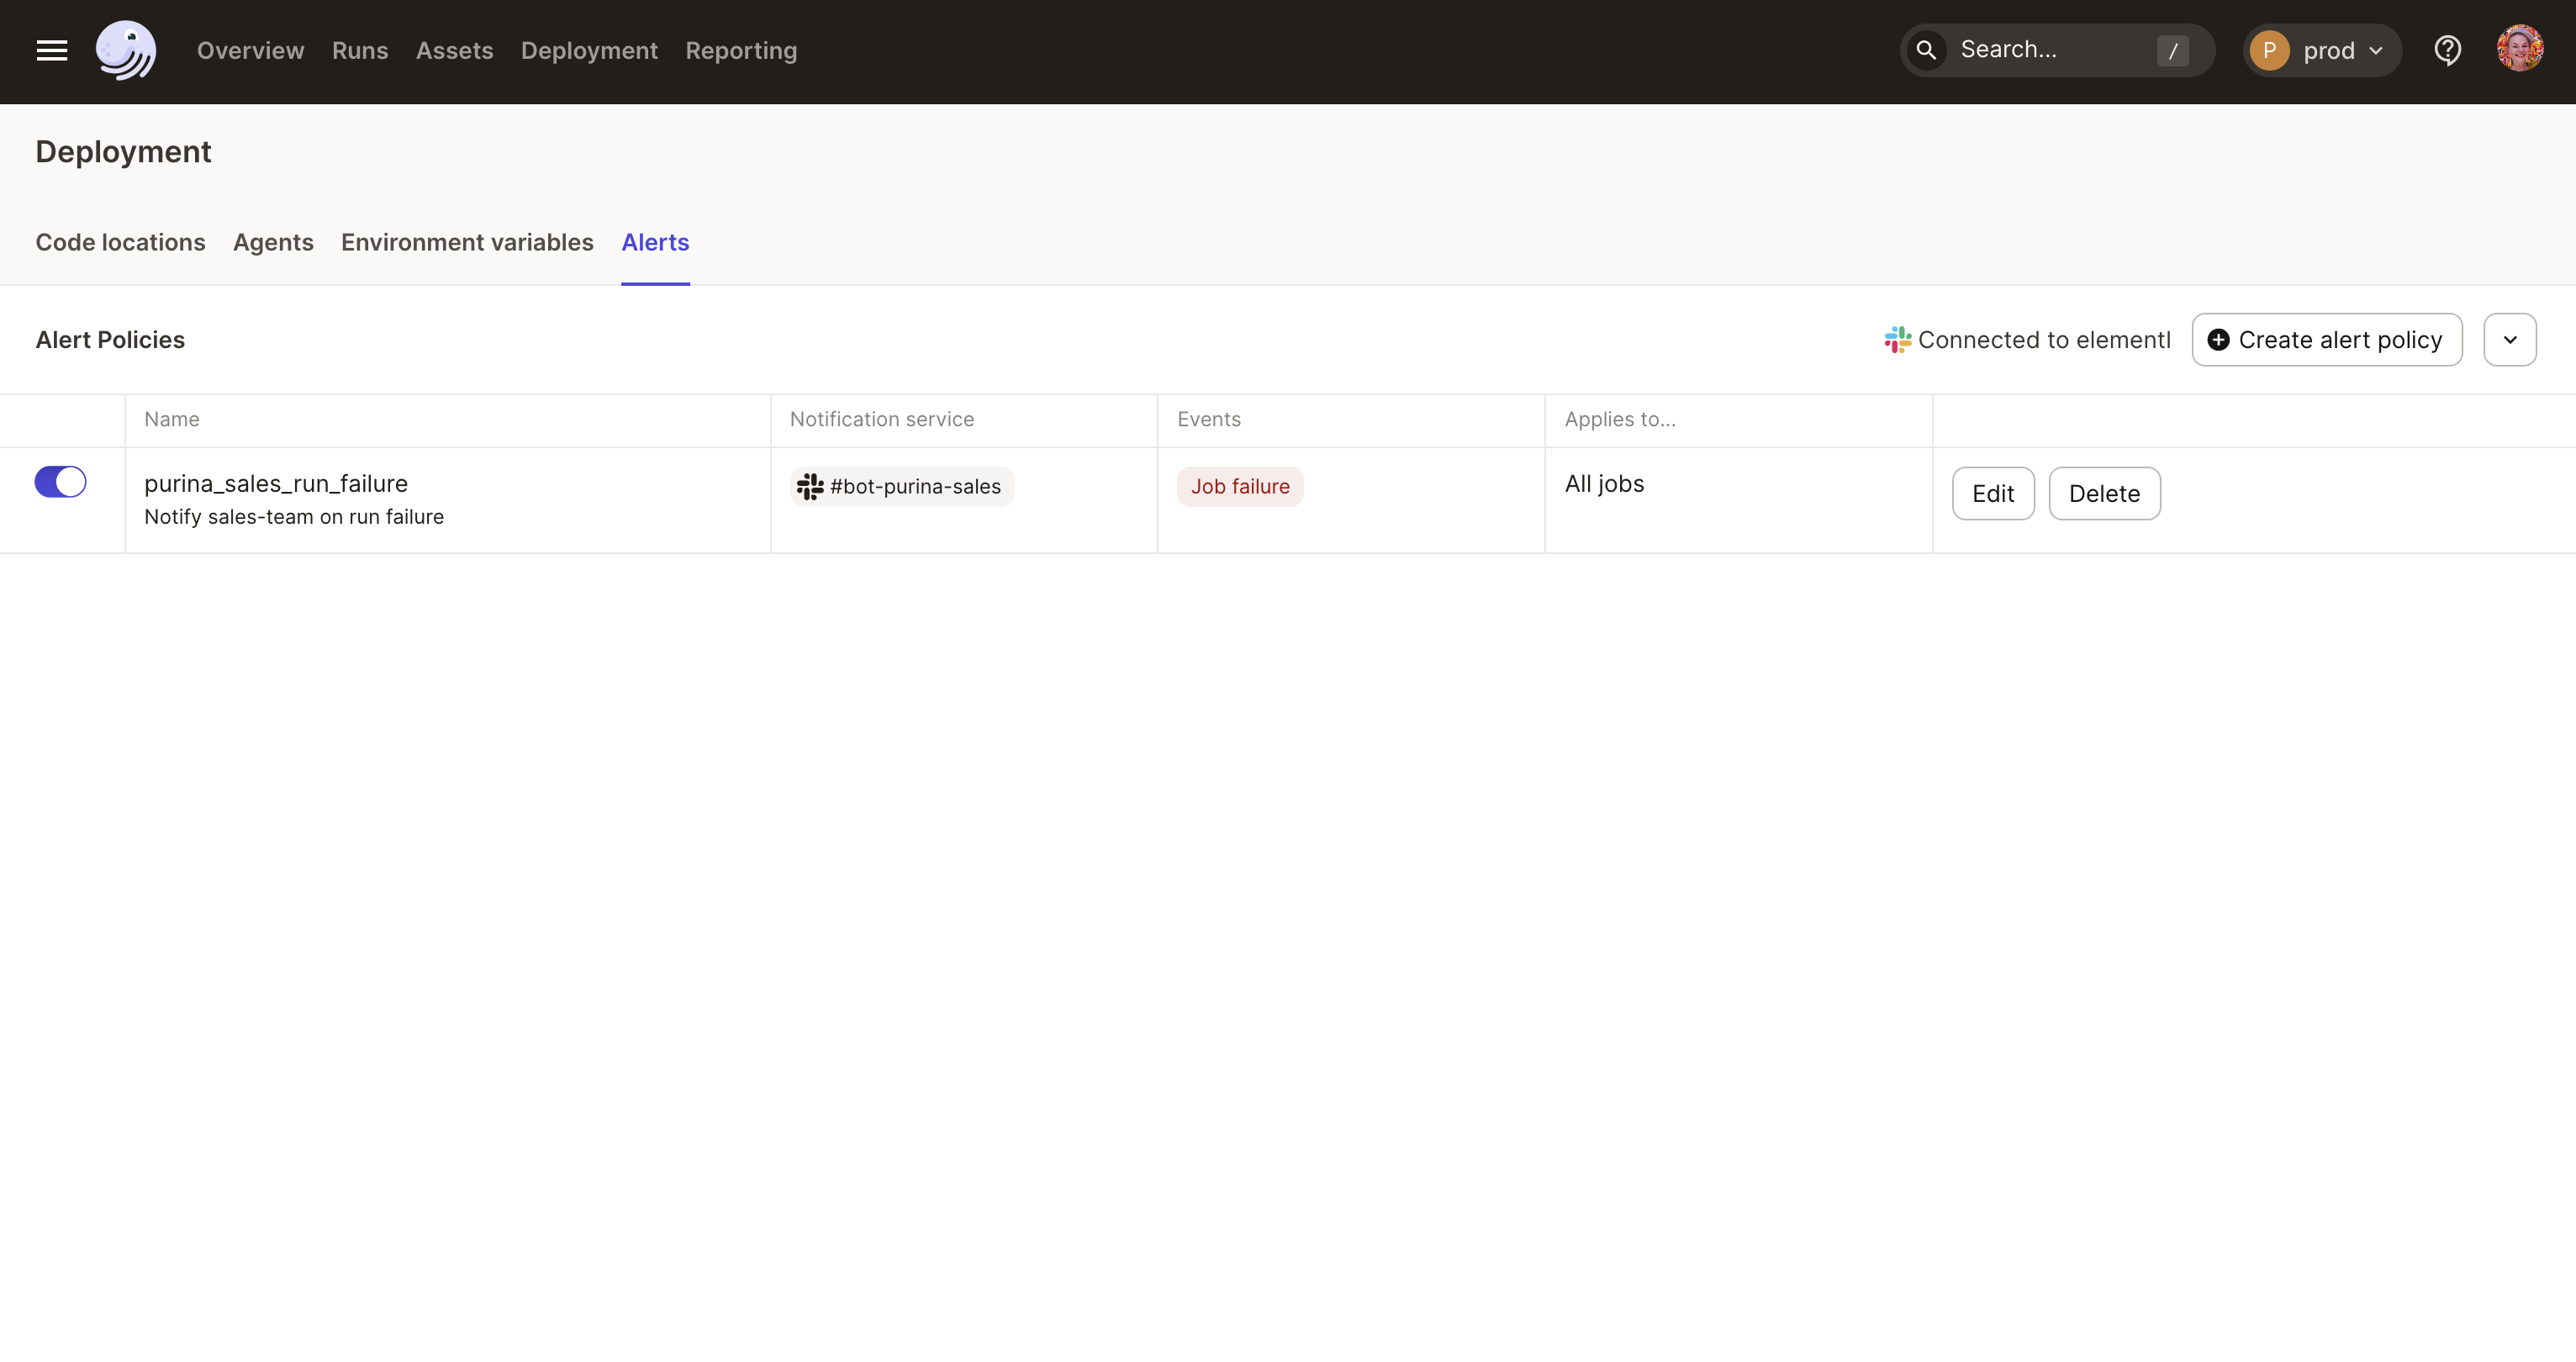 Overview Runs Assets Deployment Reporting Search... / P prod
Deployment
Code locations Agents Environment variables Alerts
Alert Policies Connected to elementl Create alert policy
Name Notification service Events Applies to...
purina_sales_run_failure #bot-purina-sales Job failure All jobs Edit Delete
Notify sales-team on run failure